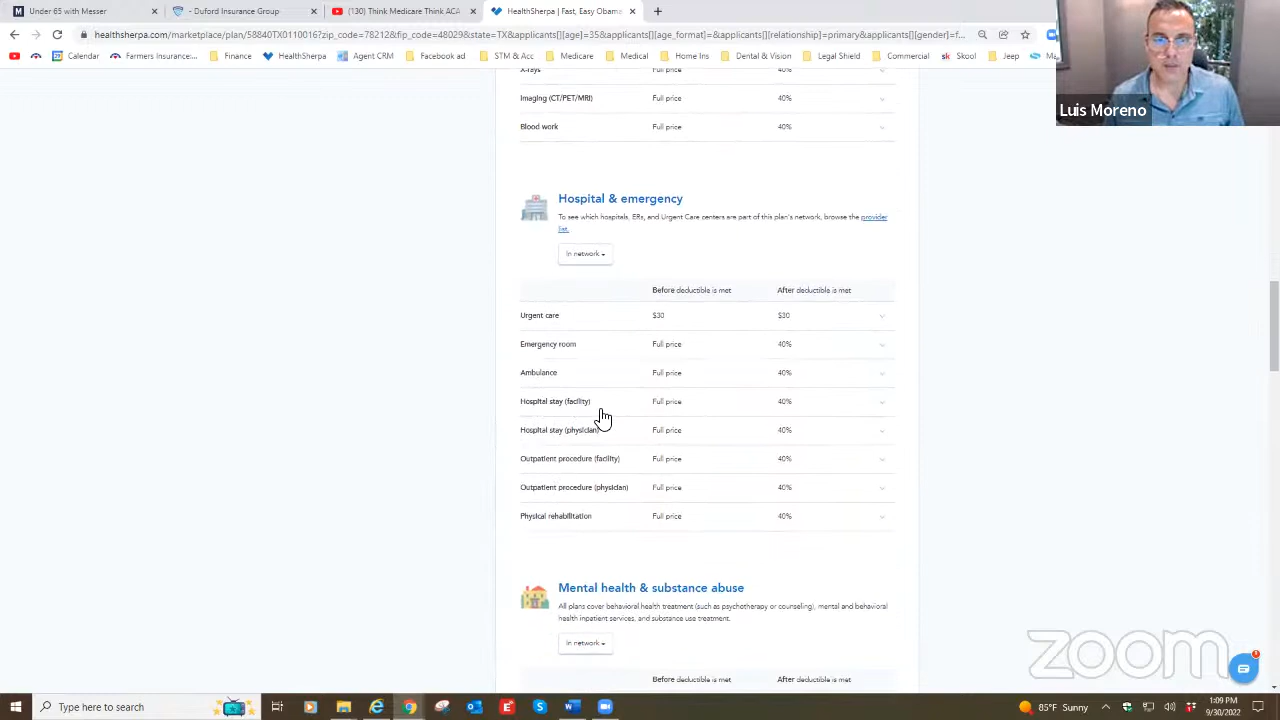 Under 65 with Messer
- Duford Insurance Group
(130) Think Medicare Think ACA
HealthSherpa | Fast, Easy Obama
healthsherpa.com/marketplace/plan/58840TX0110016?zip_code=78212&fip_code=48029&state=TX&applicants[][age]=35&applicants[][age_format]=&applicants[][relationship]=primary&applicants[][gender]=f...
Calendar
Farmers Insurance:...
HealthSherpa
Agent CRM
Facebook ads
STM & Acc
Medicare
Home Ins
Dental & Vision
Legal Shield
Commercial
Skool
Jeep
Luis Moreno
X-rays Full price 40%
Imaging (CT/PET/MRI) Full price 40%
Blood work Full price 40%
Hospital & emergency
To see which hospitals, ERs, and Urgent Care centers are part of this plan's network, browse the provider
list.
In network
Before deductible is met After deductible is met
Urgent care $30 $30
Emergency room Full price 40%
Ambulance Full price 40%
Hospital stay (facility) Full price 40%
Hospital stay (physician) Full price 40%
Outpatient procedure (facility) Full price 40%
Outpatient procedure (physician) Full price 40%
Physical rehabilitation Full price 40%
Mental health & substance abuse
All plans cover behavioral health treatment (such as psychotherapy or counseling), mental and behavioral
health inpatient services, and substance use treatment.
In network
Before deductible is met After deductible is met
zoom
Type here to search
85°F Sunny
1:09 PM
9/30/2022